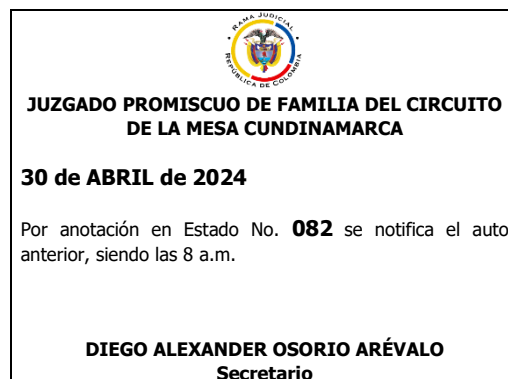 RAMA JUDICIAL
REPÚBLICA DE COLOMBIA
JUZGADO PROMISCUO DE FAMILIA DEL CIRCUITO
DE LA MESA CUNDINAMARCA
30 de ABRIL de 2024
Por anotación en Estado No. 082 se notifica el auto
anterior, siendo las 8 a.m.
DIEGO ALEXANDER OSORIO ARÉVALO
Secretario